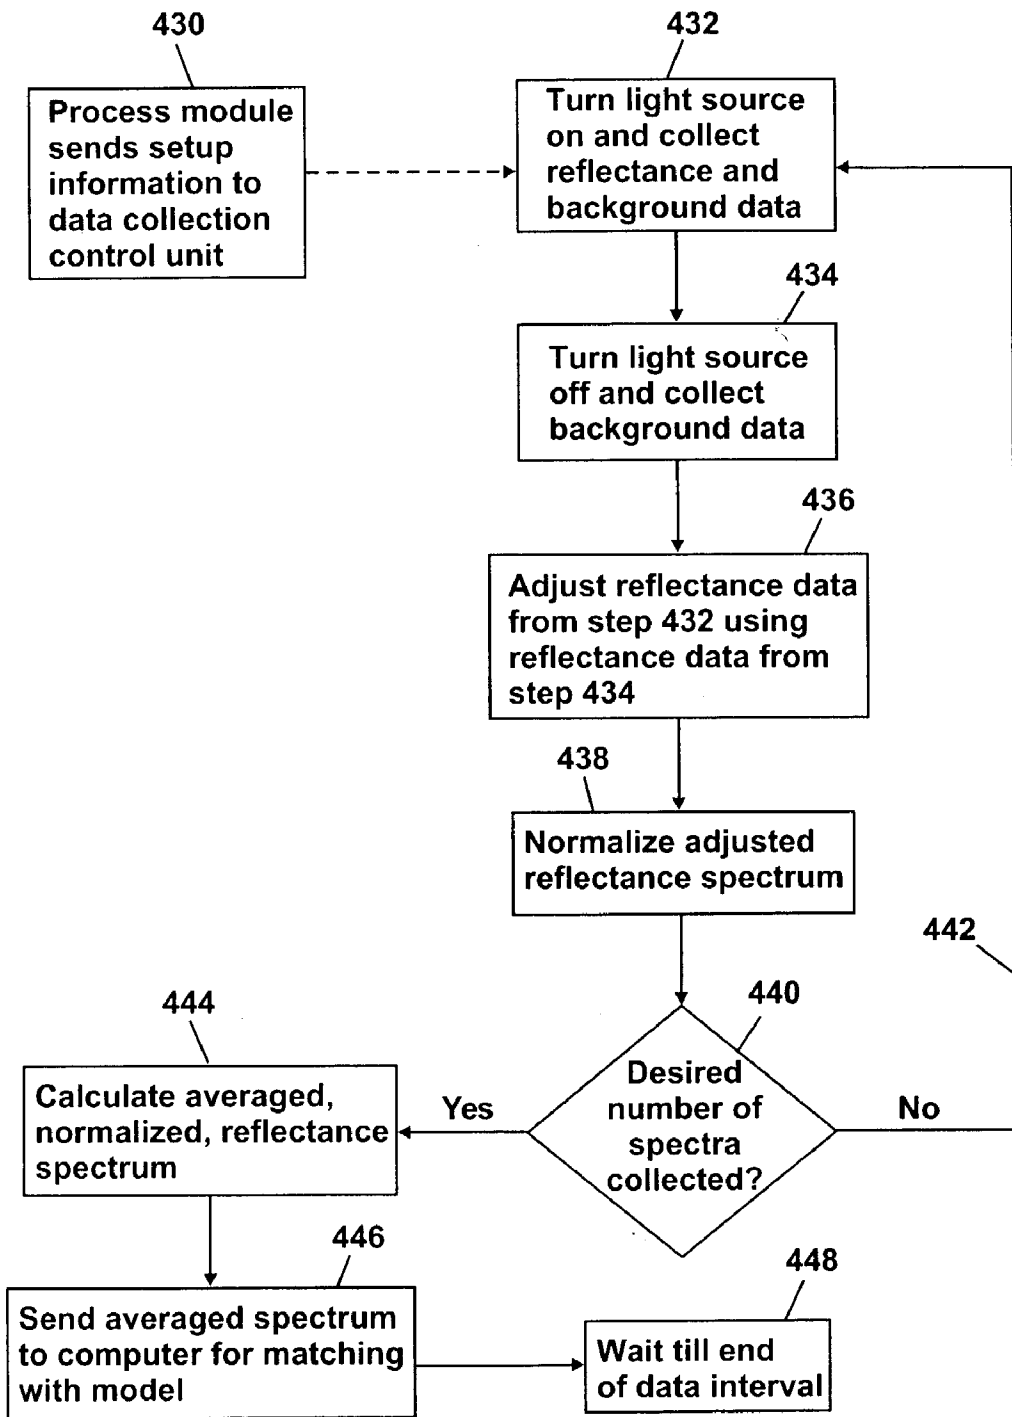 430
Process module
sends setup
information to
data collection
control unit
432
Turn light source
on and collect
reflectance and
background data
434
Turn light source
off and collect
background data
436
Adjust reflectance data
from step 432 using
reflectance data from
step 434
438
Normalize adjusted
reflectance spectrum
440
Desired
number of
spectra
collected?
No
442
Yes
444
Calculate averaged,
normalized, reflectance
spectrum
446
Send averaged spectrum
to computer for matching
with model
448
Wait till end
of data interval